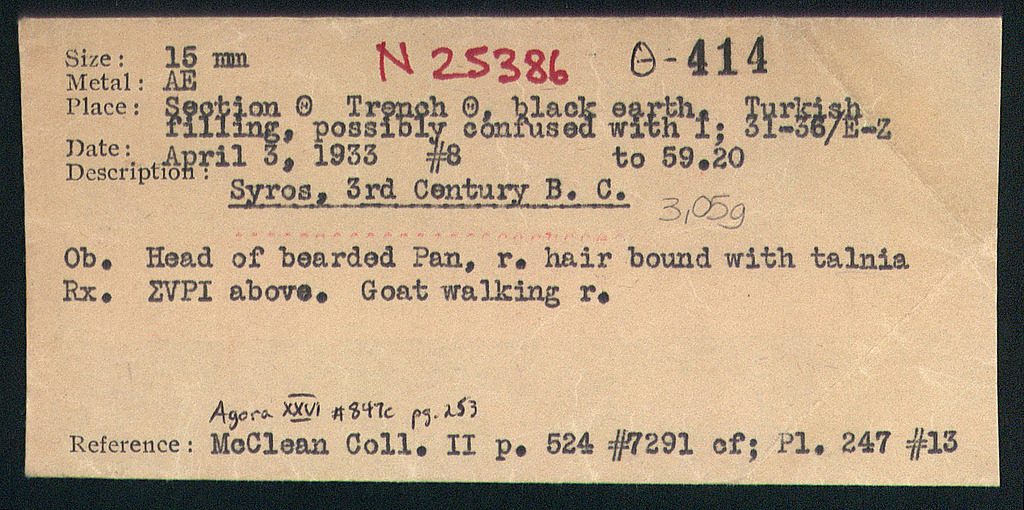 N 25386 Θ-414
Size: 15 mm
Metal: AE
Place: Section Θ Trench Θ, black earth. Turkish
filling, possibly confused with 1; 31-36/E-Z
Date: April 3, 1933 #8 to 59.20
Description:
Syros, 3rd Century B. C.
3,05g
Ob. Head of bearded Pan, r. hair bound with talnia
Rx. ΣVPI above. Goat walking r.
Agora XXVI #847c pg. 253
Reference: McClean Coll. II p. 524 #7291 cf; Pl. 247 #13